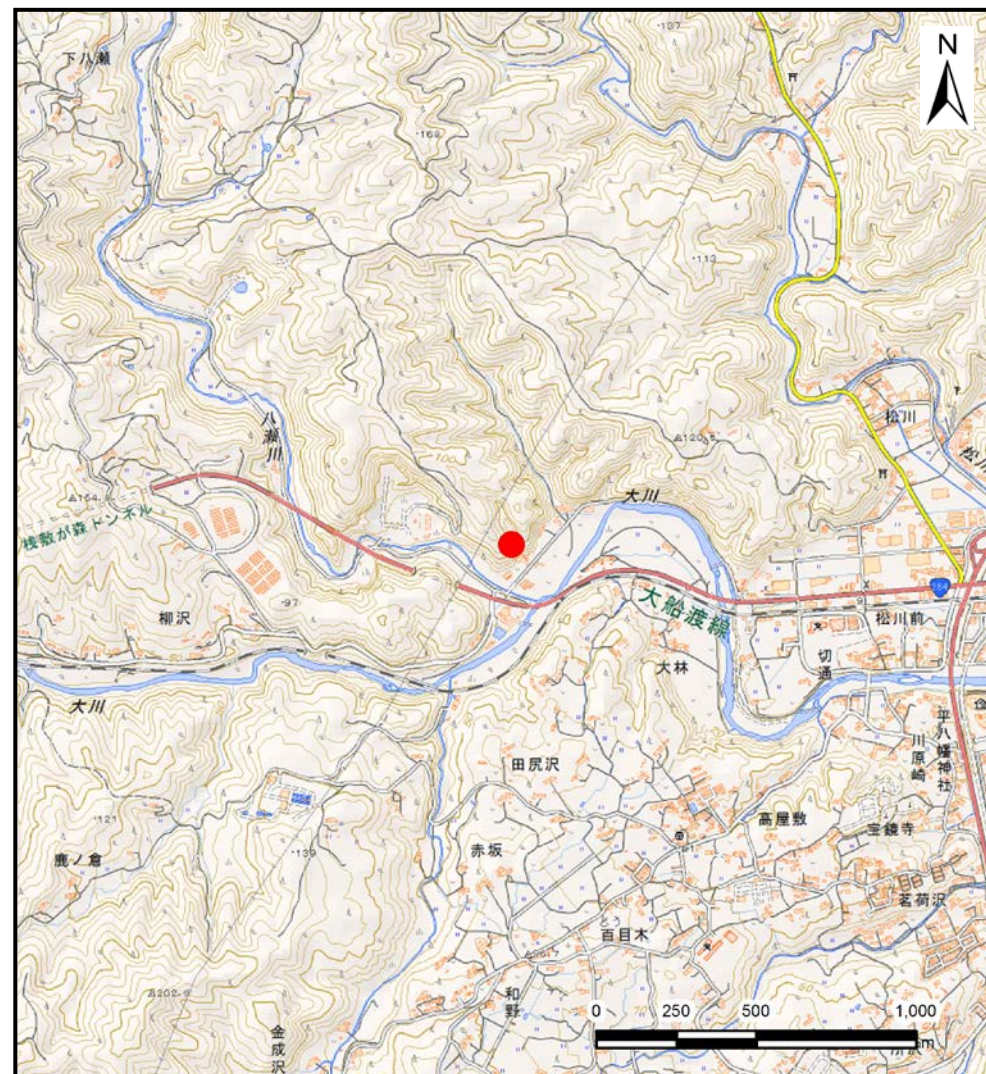 下八瀬
137
N
168
113
八瀬川
松川
120.5
大川
松川
164
桟敷が森トンネル
大船渡線
松川前
柳沢
97
大林
切通
大川
平八幡神社
川原崎
田尻沢
高屋敷
宝鏡寺
121
139
赤坂
鹿ノ倉
茗荷沢
百目木
和野
金成沢
0 250 500 1,000
m